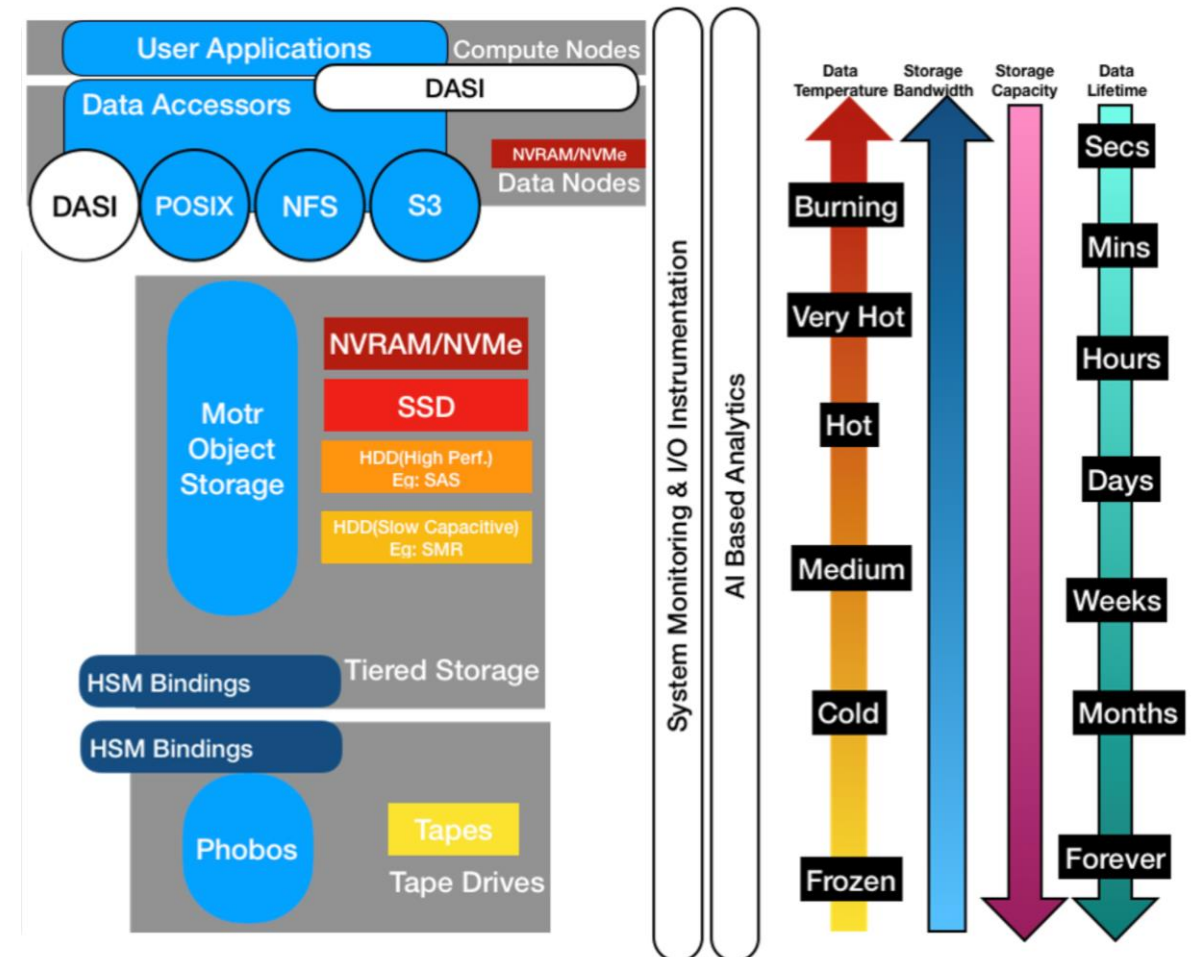 User Applications
Compute Nodes
DASI
Data Accessors
NVRAM/NVMe
Data Nodes
DASI
POSIX
NFS
S3
Motr
Object
Storage
NVRAM/NVMe
SSD
HDD(High Perf.)
Eg: SAS
HDD(Slow Capacitive)
Eg: SMR
Tiered Storage
HSM Bindings
HSM Bindings
Phobos
Tapes
Tape Drives
System Monitoring & I/O Instrumentation
AI Based Analytics
Data
Temperature
Storage
Bandwidth
Storage
Capacity
Data
Lifetime
Burning
Very Hot
Hot
Medium
Cold
Frozen
Secs
Mins
Hours
Days
Weeks
Months
Forever